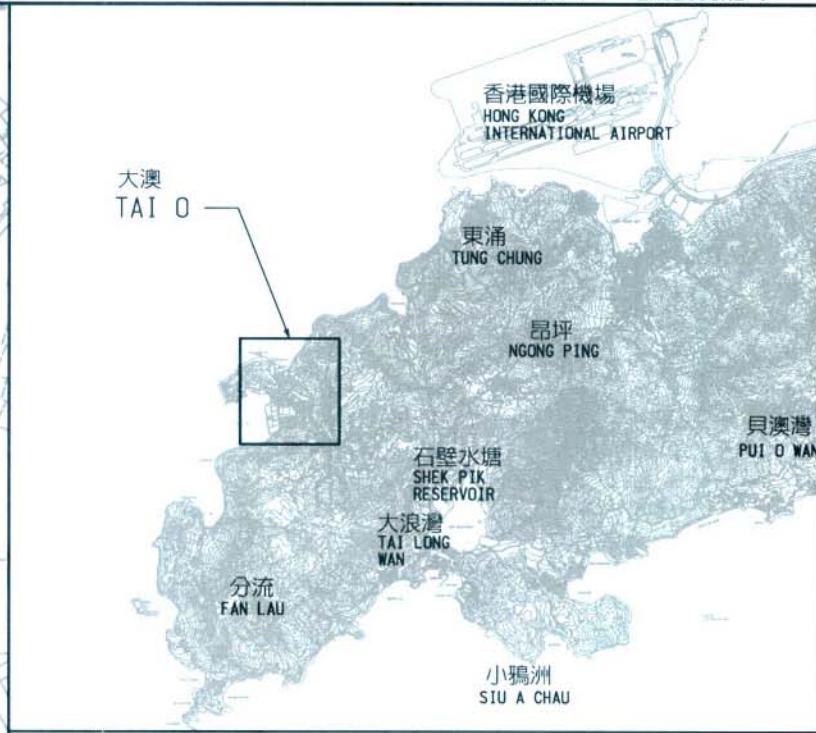 香港國際機場
HONG KONG
INTERNATIONAL AIRPORT
大澳
TAI O
東涌
TUNG CHUNG
昂坪
NGONG PING
貝澳灣
PUI O WAN
石壁水塘
SHEK PIK
RESERVOIR
大浪灣
TAI LONG
WAN
分流
FAN LAU
小鴉洲
SIU A CHAU